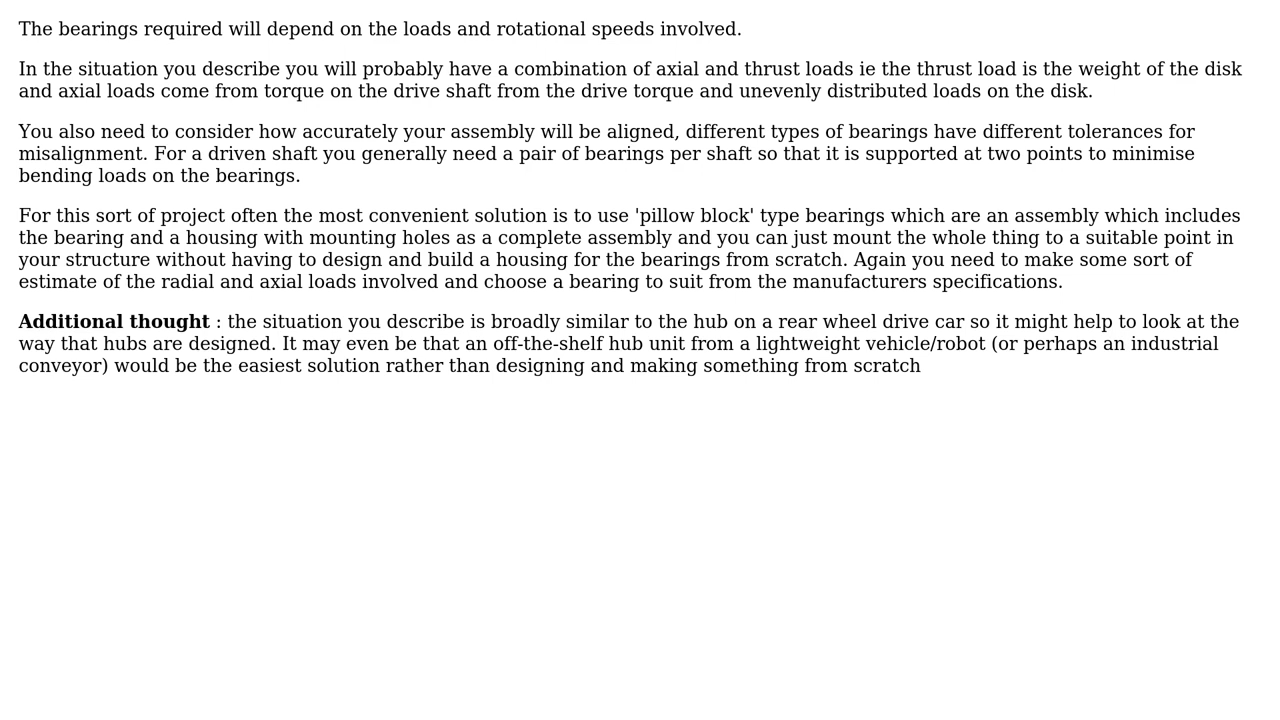 The bearings required will depend on the loads and rotational speeds involved.
In the situation you describe you will probably have a combination of axial and thrust loads ie the thrust load is the weight of the disk
and axial loads come from torque on the drive shaft from the drive torque and unevenly distributed loads on the disk.
You also need to consider how accurately your assembly will be aligned, different types of bearings have different tolerances for
misalignment. For a driven shaft you generally need a pair of bearings per shaft so that it is supported at two points to minimise
bending loads on the bearings.
For this sort of project often the most convenient solution is to use 'pillow block' type bearings which are an assembly which includes
the bearing and a housing with mounting holes as a complete assembly and you can just mount the whole thing to a suitable point in
your structure without having to design and build a housing for the bearings from scratch. Again you need to make some sort of
estimate of the radial and axial loads involved and choose a bearing to suit from the manufacturers specifications.
Additional thought : the situation you describe is broadly similar to the hub on a rear wheel drive car so it might help to look at the
way that hubs are designed. It may even be that an off-the-shelf hub unit from a lightweight vehicle/robot (or perhaps an industrial
conveyor) would be the easiest solution rather than designing and making something from scratch